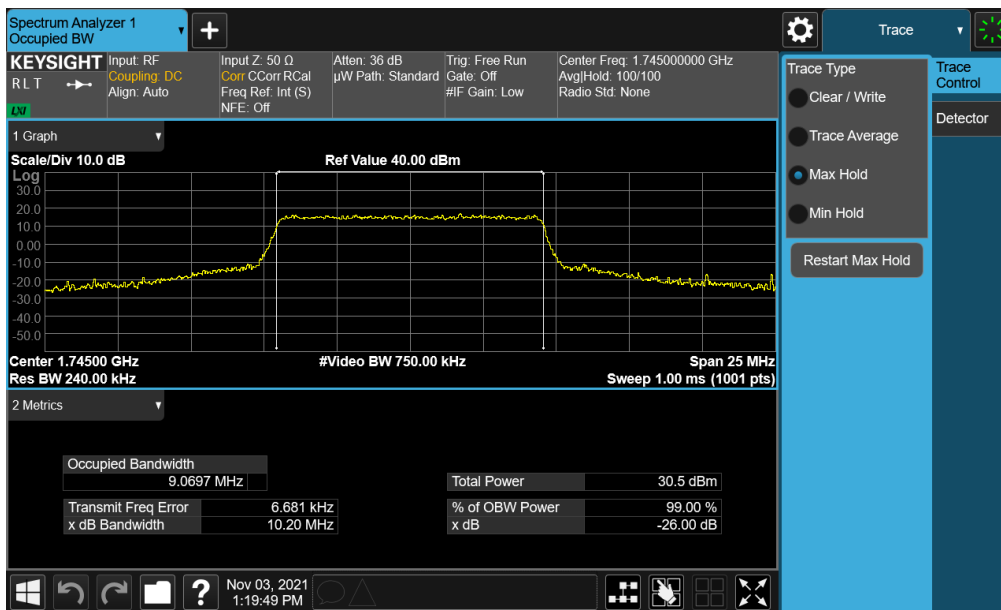 Spectrum Analyzer 1
Occupied BW
+
Trace
KEYSIGHT
R L T
LXI
Input: RF
Coupling: DC
Align: Auto
Input Z: 50 Ω
Corr CCorr RCal
Freq Ref: Int (S)
NFE: Off
Atten: 36 dB
µW Path: Standard
Trig: Free Run
Gate: Off
#IF Gain: Low
Center Freq: 1.745000000 GHz
Avg|Hold: 100/100
Radio Std: None
Trace Type
Clear / Write
Trace Average
Max Hold
Min Hold
Restart Max Hold
Trace
Control
Detector
1 Graph
Scale/Div 10.0 dB
Ref Value 40.00 dBm
Log
30.0
20.0
10.0
0.00
-10.0
-20.0
-30.0
-40.0
-50.0
Center 1.74500 GHz
#Video BW 750.00 kHz
Span 25 MHz
Res BW 240.00 kHz
Sweep 1.00 ms (1001 pts)
2 Metrics
Occupied Bandwidth
9.0697 MHz
Total Power 30.5 dBm
Transmit Freq Error 6.681 kHz
% of OBW Power 99.00 %
x dB Bandwidth 10.20 MHz
x dB -26.00 dB
?
Nov 03, 2021
1:19:49 PM